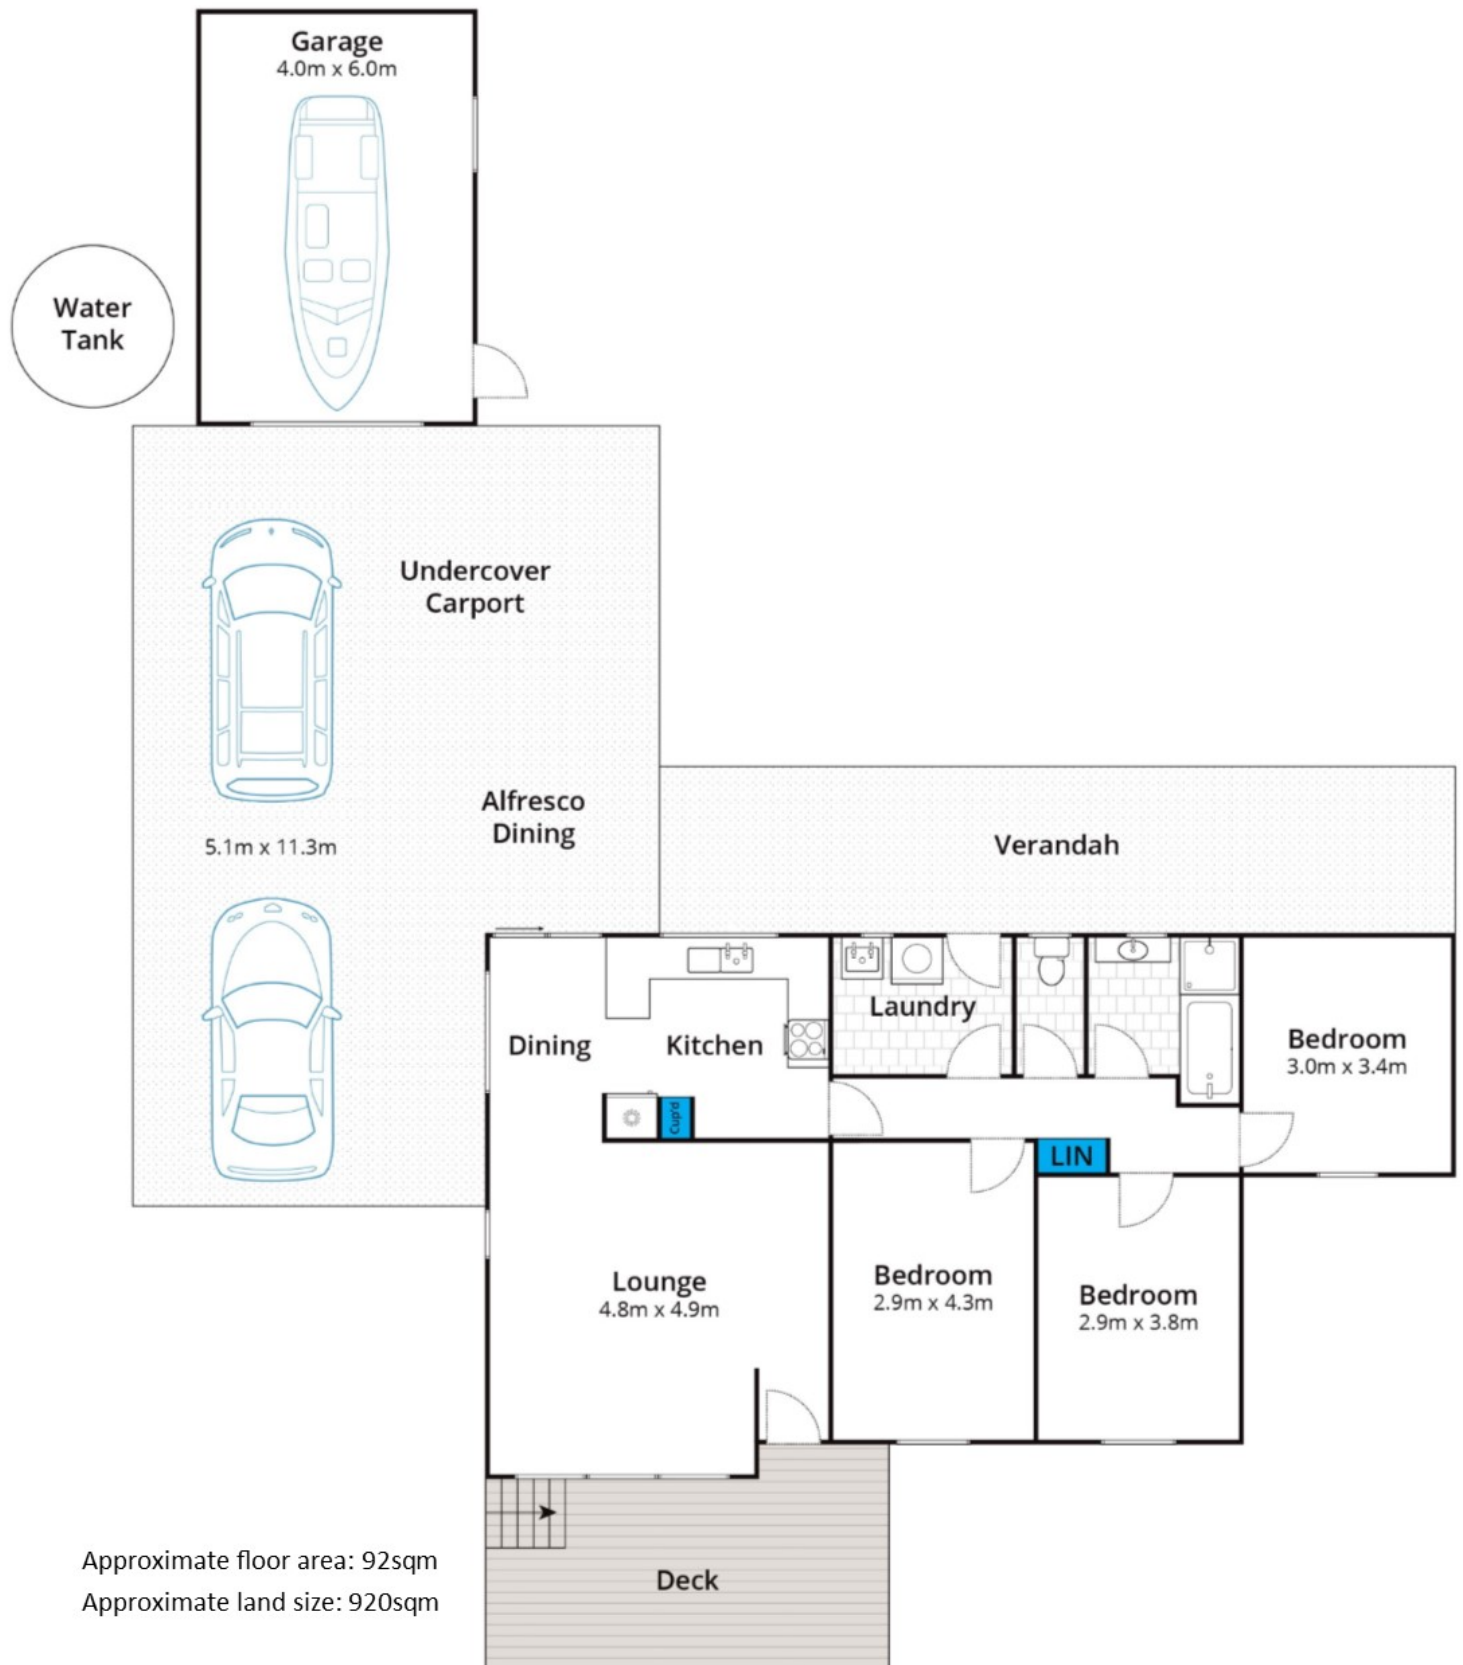 Garage
4.0m x 6.0m
Water
Tank
Undercover
Carport
Alfresco
Dining
5.1m x 11.3m
Verandah
Laundry
Dining
Kitchen
Bedroom
3.0m x 3.4m
Cup'd
LIN
Lounge
4.8m x 4.9m
Bedroom
2.9m x 4.3m
Bedroom
2.9m x 3.8m
Deck
Approximate floor area: 92sqm
Approximate land size: 920sqm